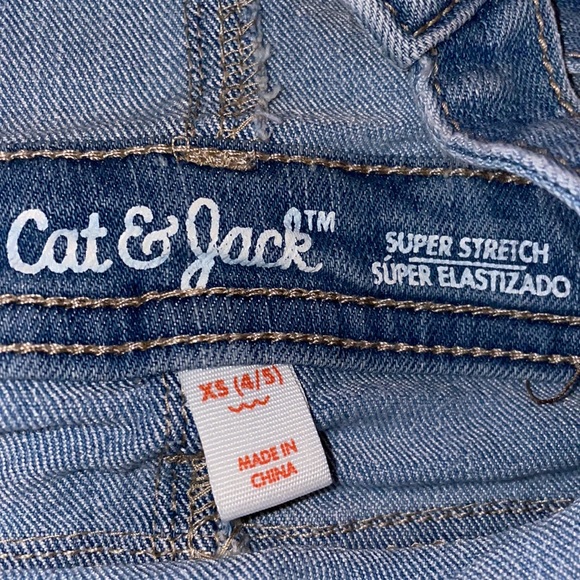 Cat & Jack™
SUPER STRETCH
SÚPER ELASTIZADO
XS (4/5)
MADE IN
CHINA